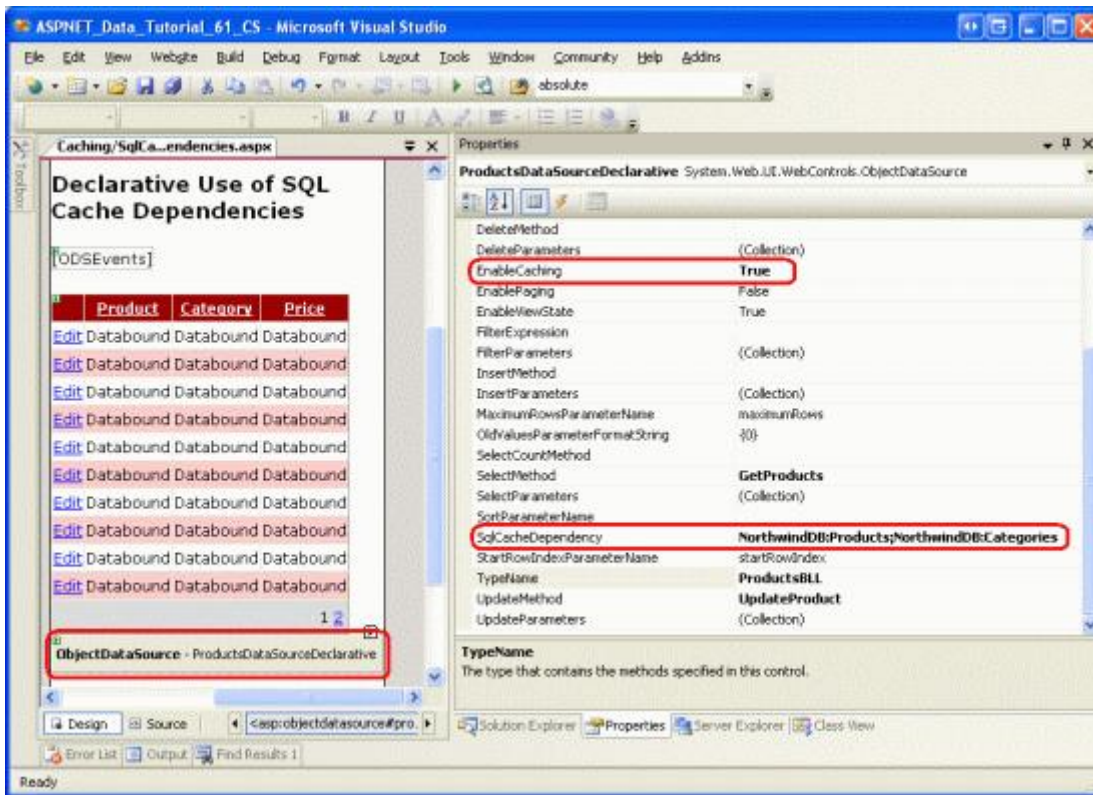 ASPNET_Data_Tutorial_61_CS - Microsoft Visual Studio
File Edit View Website Build Debug Format Layout Tools Window Community Help Addins
absolute
B I U A
Toolbox
Caching/SqlCa...endencies.aspx
Declarative Use of SQL
Cache Dependencies
[ODSEvents]
Product Category Price
Edit Databound Databound Databound
Edit Databound Databound Databound
Edit Databound Databound Databound
Edit Databound Databound Databound
Edit Databound Databound Databound
Edit Databound Databound Databound
Edit Databound Databound Databound
Edit Databound Databound Databound
Edit Databound Databound Databound
Edit Databound Databound Databound
1 2
ObjectDataSource - ProductsDataSourceDeclarative
Design Source <asp:objectdatasource#pro.
Properties
ProductsDataSourceDeclarative System.Web.UI.WebControls.ObjectDataSource
DeleteMethod
DeleteParameters (Collection)
EnableCaching True
EnablePaging False
EnableViewState True
FilterExpression
FilterParameters (Collection)
InsertMethod
InsertParameters (Collection)
MaximumRowsParameterName maximumRows
OldValuesParameterFormatString {0}
SelectCountMethod
SelectMethod GetProducts
SelectParameters (Collection)
SortParameterName
SqlCacheDependency NorthwindDB:Products;NorthwindDB:Categories
StartRowIndexParameterName startRowIndex
TypeName ProductsBLL
UpdateMethod UpdateProduct
UpdateParameters (Collection)
TypeName
The type that contains the methods specified in this control.
Solution Explorer Properties Server Explorer Class View
Error List Output Find Results 1
Ready